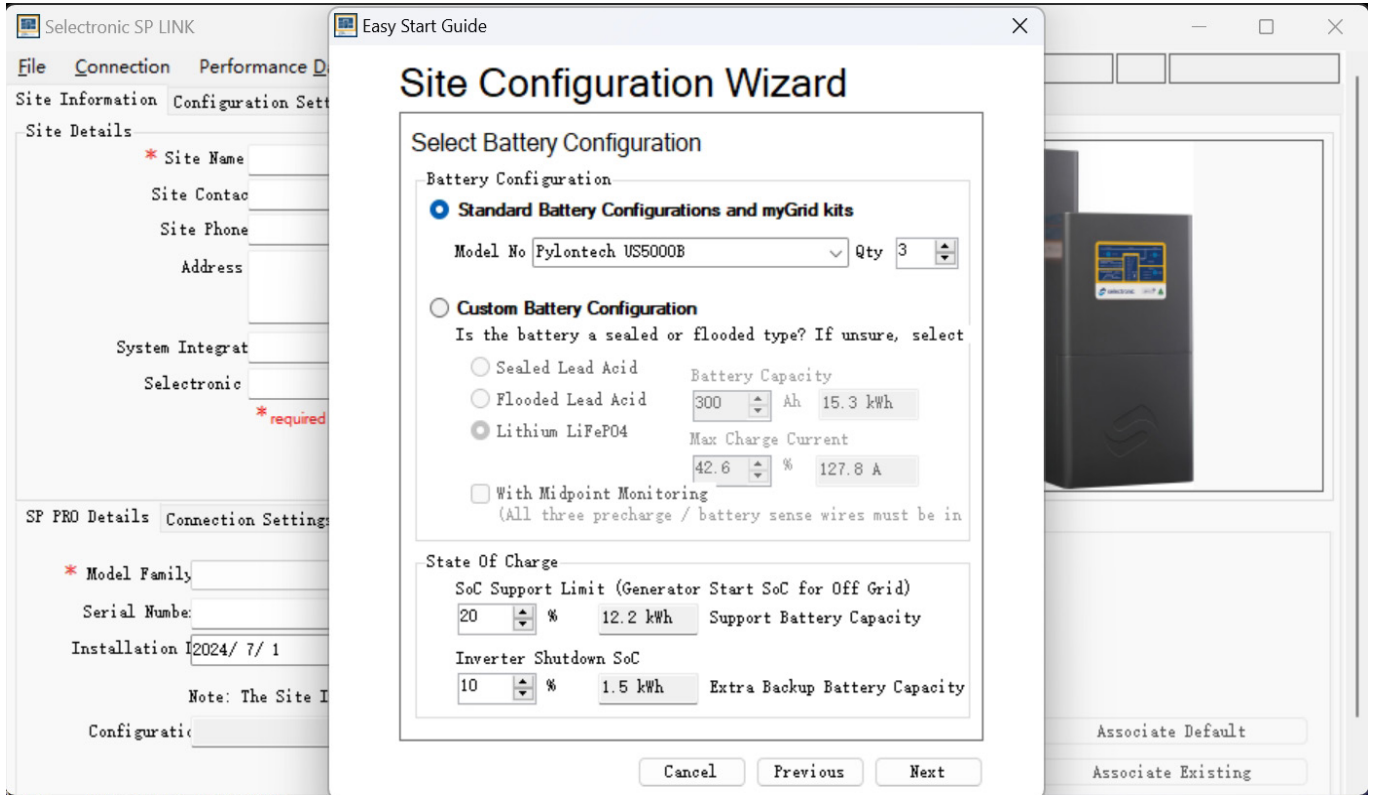 Selectronic SP LINK
File Connection Performance D
Site Information Configuration Sett
Site Details
* Site Name
Site Contac
Site Phone
Address
System Integrat
Selectronic
* required
SP PRO Details Connection Settings
* Model Family
Serial Numbe
Installation D 2024/ 7/ 1
Note: The Site I
Configuratio
Easy Start Guide
Site Configuration Wizard
Select Battery Configuration
Battery Configuration
Standard Battery Configurations and myGrid kits
Model No Pylontech US5000B Qty 3
Custom Battery Configuration
Is the battery a sealed or flooded type? If unsure, select
Sealed Lead Acid
Flooded Lead Acid
Lithium LiFePO4
Battery Capacity
300 Ah 15.3 kWh
Max Charge Current
42.6 % 127.8 A
With Midpoint Monitoring
(All three precharge / battery sense wires must be in
State Of Charge
SoC Support Limit (Generator Start SoC for Off Grid)
20 % 12.2 kWh Support Battery Capacity
Inverter Shutdown SoC
10 % 1.5 kWh Extra Backup Battery Capacity
Cancel Previous Next
Associate Default
Associate Existing